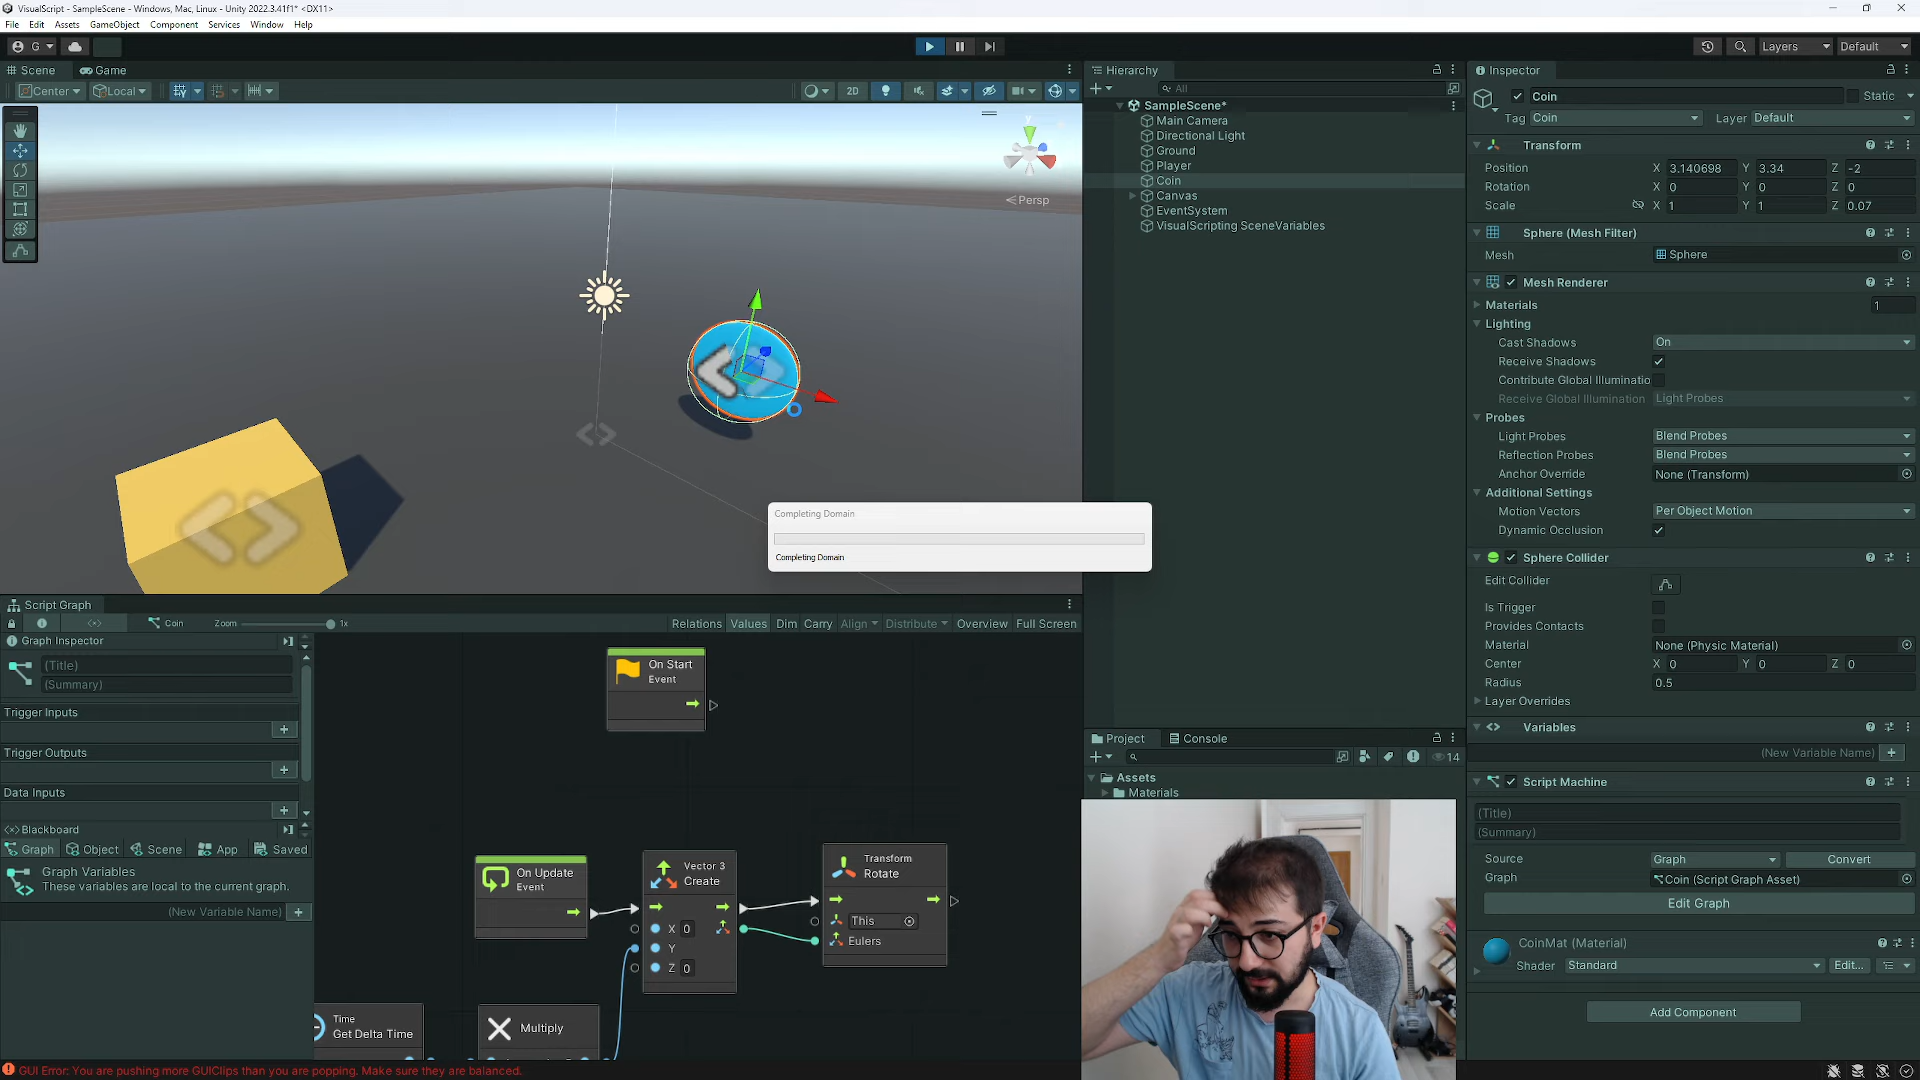 VisualScript - SampleScene - Windows, Mac, Linux - Unity 2022.3.41f1* <DX11>
File Edit Assets GameObject Component Services Window Help
G Layers Default
Scene Game
Center Local 2D
y
Persp
Completing Domain
Completing Domain
Hierarchy
All
SampleScene*
Main Camera
Directional Light
Ground
Player
Coin
Canvas
EventSystem
VisualScripting SceneVariables
Inspector
Coin Static
Tag Coin Layer Default
Transform
Position X 3.140698 Y 3.34 Z -2
Rotation X 0 Y 0 Z 0
Scale X 1 Y 1 Z 0.07
Sphere (Mesh Filter)
Mesh Sphere
Mesh Renderer
Materials 1
Lighting
Cast Shadows On
Receive Shadows
Contribute Global Illuminatio
Receive Global Illumination Light Probes
Probes
Light Probes Blend Probes
Reflection Probes Blend Probes
Anchor Override None (Transform)
Additional Settings
Motion Vectors Per Object Motion
Dynamic Occlusion
Sphere Collider
Edit Collider
Is Trigger
Provides Contacts
Material None (Physic Material)
Center X 0 Y 0 Z 0
Radius 0.5
Layer Overrides
Variables
(New Variable Name)
Script Machine
(Title)
(Summary)
Source Graph Convert
Graph Coin (Script Graph Asset)
Edit Graph
CoinMat (Material)
Shader Standard Edit...
Add Component
Script Graph
Coin Zoom 1x Relations Values Dim Carry Align Distribute Overview Full Screen
Graph Inspector
(Title)
(Summary)
Trigger Inputs
Trigger Outputs
Data Inputs
Blackboard
Graph Object Scene App Saved
Graph Variables
These variables are local to the current graph.
(New Variable Name)
On Start
Event
On Update
Event
Vector 3
Create
X 0
Y
Z 0
Transform
Rotate
This
Eulers
Time
Get Delta Time
Multiply
Project Console
14
Assets
Materials
GUI Error: You are pushing more GUIClips than you are popping. Make sure they are balanced.